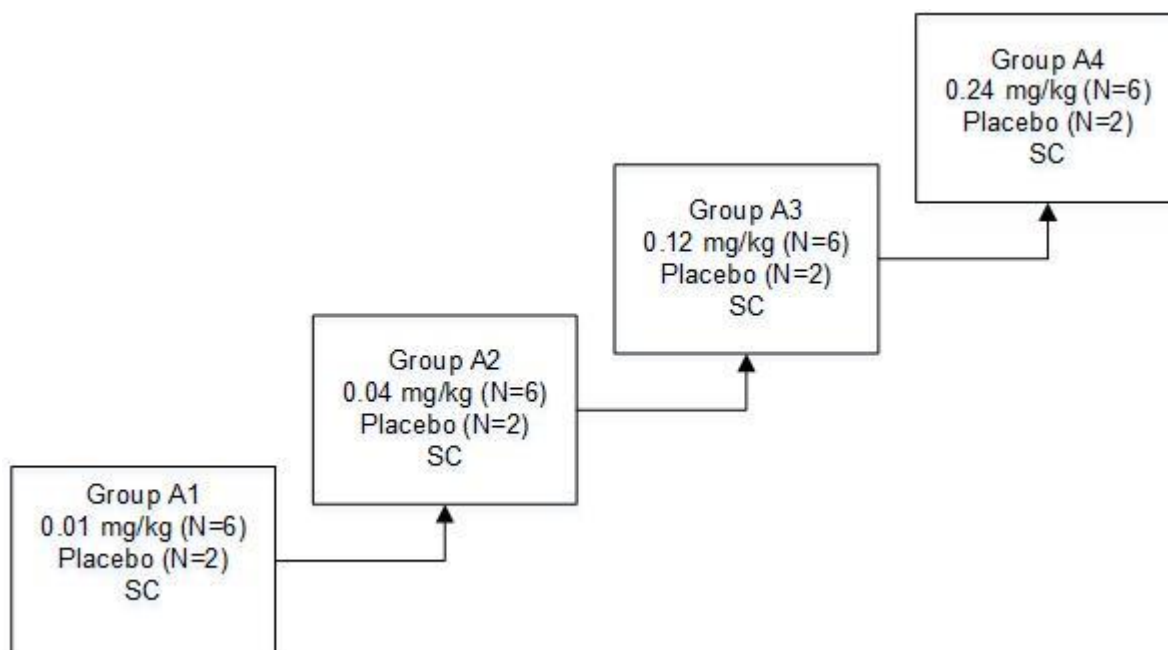 Group A4
0.24 mg/kg (N=6)
Placebo (N=2)
SC
Group A3
0.12 mg/kg (N=6)
Placebo (N=2)
SC
Group A2
0.04 mg/kg (N=6)
Placebo (N=2)
SC
Group A1
0.01 mg/kg (N=6)
Placebo (N=2)
SC